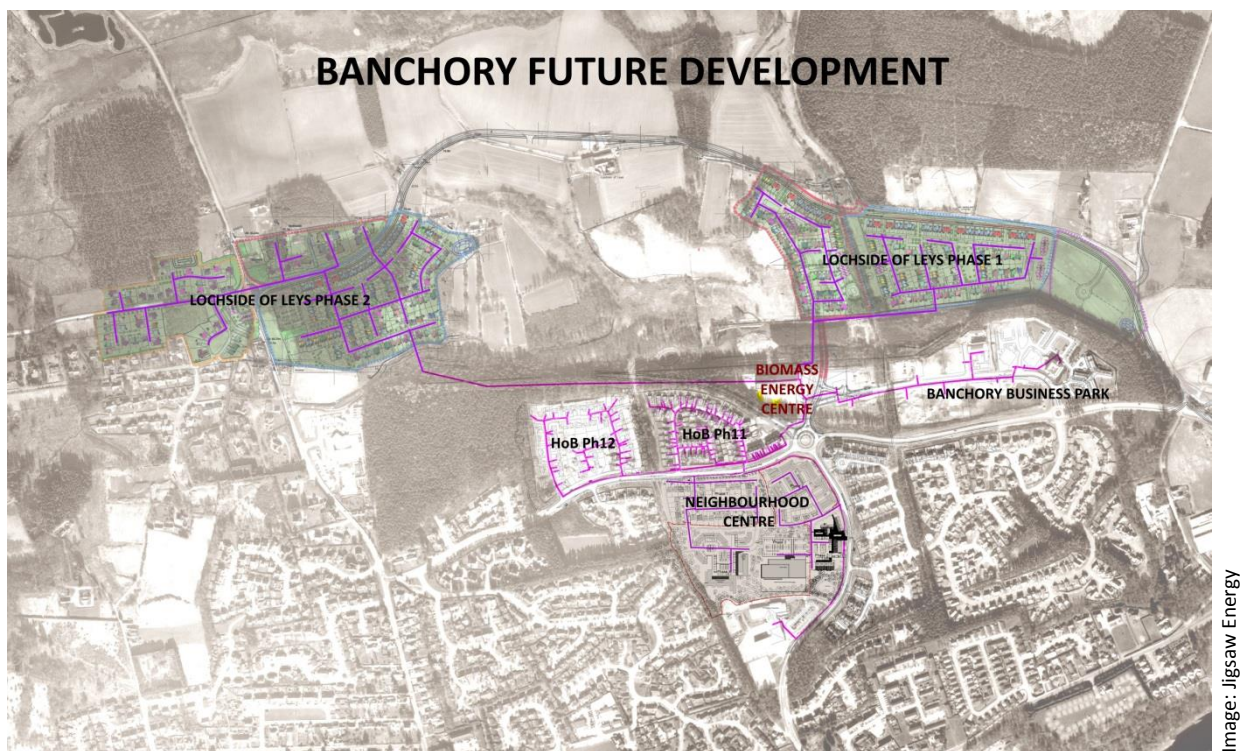 BANCHORY FUTURE DEVELOPMENT
LOCHSIDE OF LEYS PHASE 1
LOCHSIDE OF LEYS PHASE 2
BIOMASS
ENERGY
CENTRE
BANCHORY BUSINESS PARK
HoB Ph12
HoB Ph11
NEIGHBOURHOOD
CENTRE
Image: Jigsaw Energy